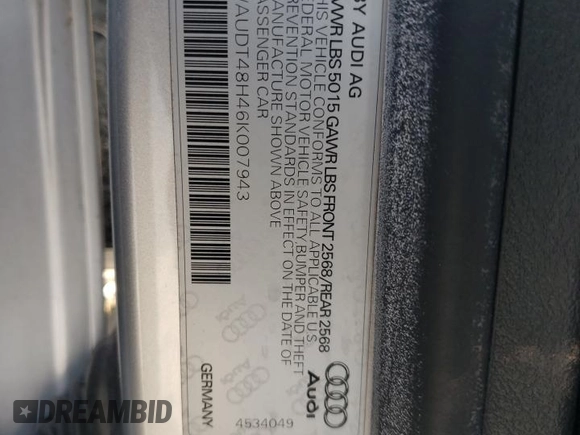 BY AUDI AG
GVWR LBS 5015 GAWR LBS FRONT 2568/REAR 2568
THIS VEHICLE CONFORMS TO ALL APPLICABLE U.S.
FEDERAL MOTOR VEHICLE SAFETY, BUMPER AND THEFT
PREVENTION STANDARDS IN EFFECT ON THE DATE OF
MANUFACTURE SHOWN ABOVE
PASSENGER CAR
WAUDT48H46K007943
Audi
4534049
GERMANY
Audi
DREAMBID